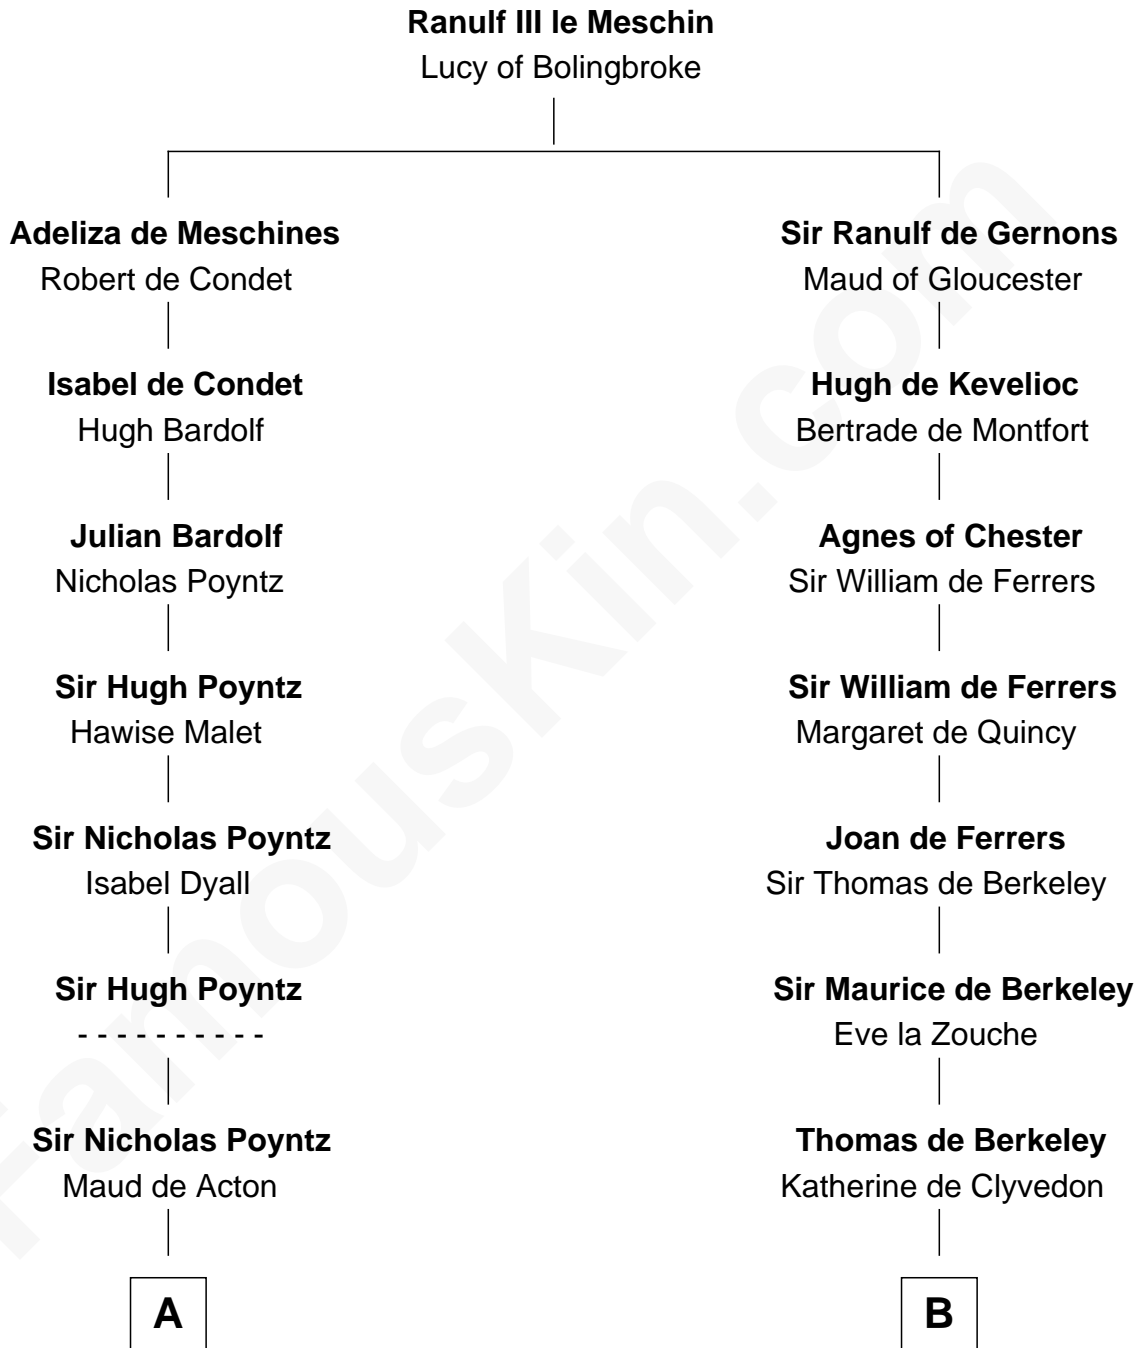 Ranulf III le Meschin
Lucy of Bolingbroke
Adeliza de Meschines
Robert de Condet
Sir Ranulf de Gernons
Maud of Gloucester
Isabel de Condet
Hugh Bardolf
Hugh de Kevelioc
Bertrade de Montfort
Julian Bardolf
Nicholas Poyntz
Agnes of Chester
Sir William de Ferrers
Sir Hugh Poyntz
Hawise Malet
Sir William de Ferrers
Margaret de Quincy
Sir Nicholas Poyntz
Isabel Dyall
Joan de Ferrers
Sir Thomas de Berkeley
Sir Hugh Poyntz
- - - - - - - - - -
Sir Maurice de Berkeley
Eve la Zouche
Sir Nicholas Poyntz
Maud de Acton
Thomas de Berkeley
Katherine de Clyvedon
A
B
FamousKin.com